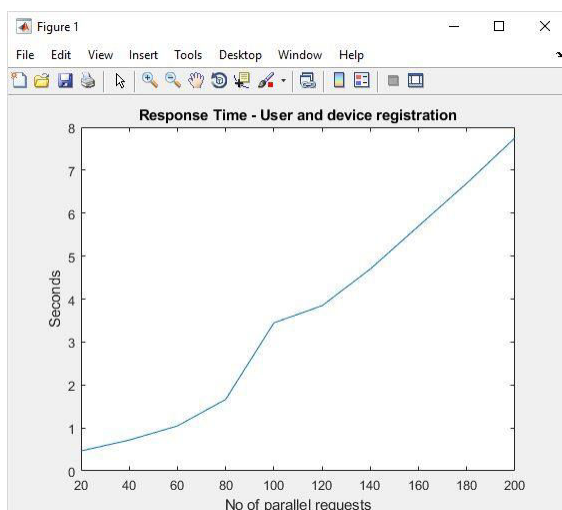 Figure 1
File Edit View Insert Tools Desktop Window Help
Response Time - User and device registration
8
7
6
5
4
3
2
1
0
Seconds
20 40 60 80 100 120 140 160 180 200
No of parallel requests